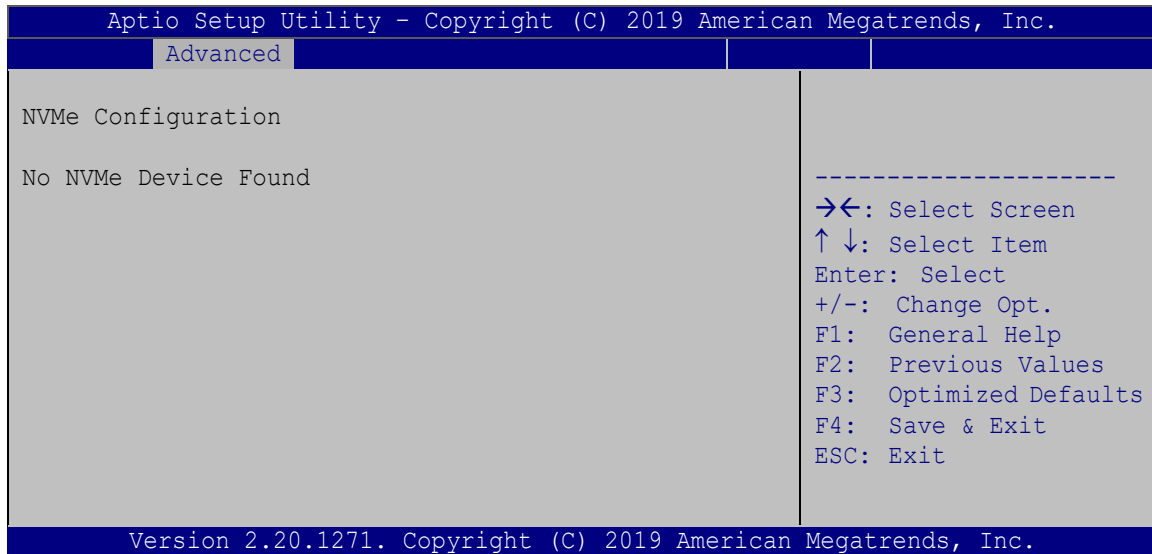 Aptio Setup Utility – Copyright (C) 2019 American Megatrends, Inc.
Advanced
NVMe Configuration
No NVMe Device Found
----------------------
→←: Select Screen
↑ ↓: Select Item
Enter: Select
+/-: Change Opt.
F1: General Help
F2: Previous Values
F3: Optimized Defaults
F4: Save & Exit
ESC: Exit
Version 2.20.1271. Copyright (C) 2019 American Megatrends, Inc.